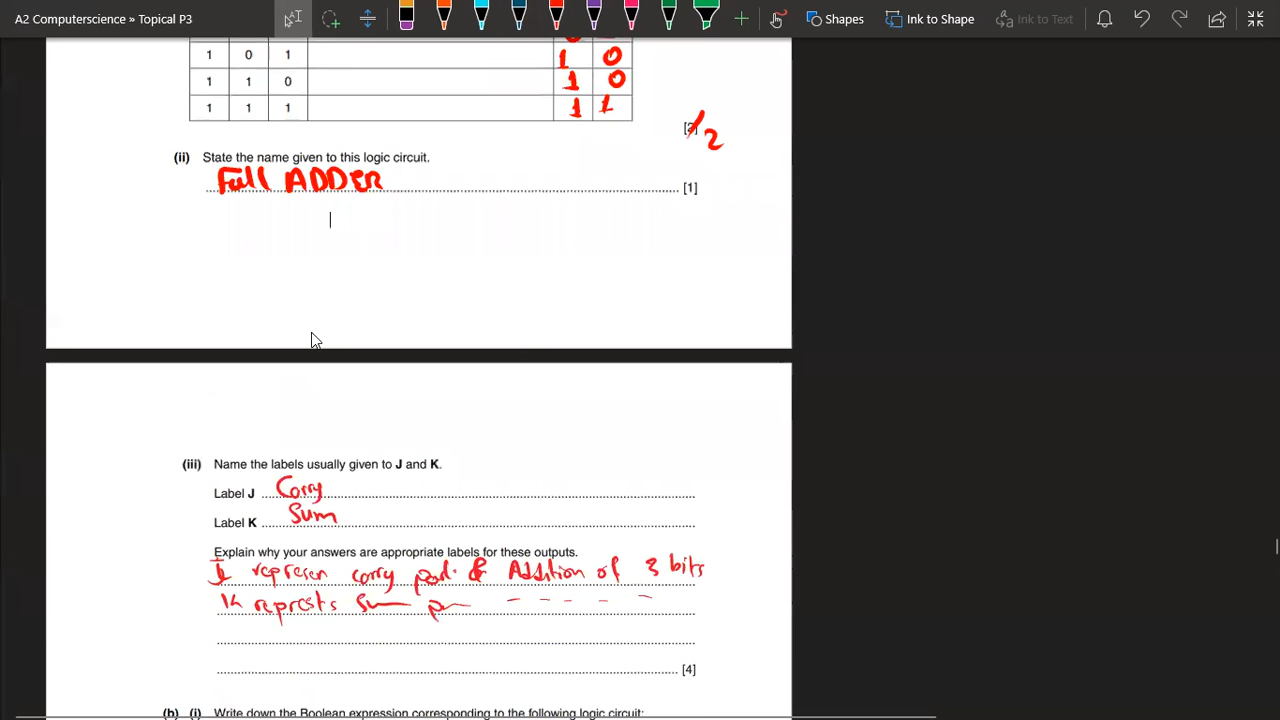 A2 Computerscience » Topical P3
Shapes
Ink to Shape
Ink to Text
1 0 1 1 0
1 1 0 1 0
1 1 1 1 1
[2] /2
(ii) State the name given to this logic circuit.
Full ADDER [1]
(iii) Name the labels usually given to J and K.
Label J Carry
Label K Sum
Explain why your answers are appropriate labels for these outputs.
J represen carry part of Addition of 3 bits
K represts Sum
[4]
(b) (i) Write down the Boolean expression corresponding to the following logic circuit: